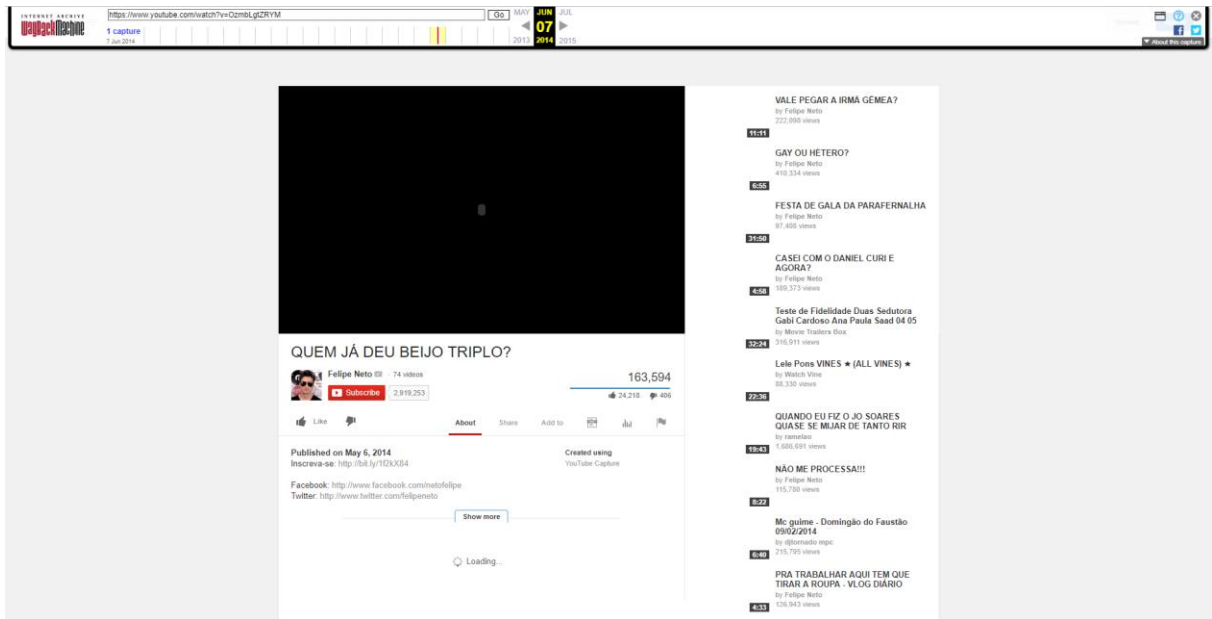 INTERNET ARCHIVE
WayBackMachine
https://www.youtube.com/watch?v=OzmbLgtZRYM
Go
MAY JUN JUL
1 capture
07
7 Jun 2014
2013 2014 2015
About this capture
QUEM JÁ DEU BEIJO TRIPLO?
Felipe Neto · 74 videos
163,594
Subscribe 2,919,253
24,218 406
Like
About Share Add to
Published on May 6, 2014
Created using
Inscreva-se: http://bit.ly/1f2kX84
YouTube Capture
Facebook: http://www.facebook.com/netofelipe
Twitter: http://www.twitter.com/felipeneto
Show more
Loading...
VALE PEGAR A IRMÃ GÊMEA?
by Felipe Neto
222,098 views
11:11
GAY OU HÉTERO?
by Felipe Neto
410,334 views
6:55
FESTA DE GALA DA PARAFERNALHA
by Felipe Neto
97,408 views
31:50
CASEI COM O DANIEL CURI E
AGORA?
by Felipe Neto
189,373 views
4:58
Teste de Fidelidade Duas Sedutora
Gabi Cardoso Ana Paula Saad 04 05
by Movie Traders Box
316,911 views
32:24
Lele Pons VINES ★ (ALL VINES) ★
by Watch Vine
88,330 views
22:36
QUANDO EU FIZ O JO SOARES
QUASE SE MIJAR DE TANTO RIR
by ramelao
1,686,691 views
19:43
NÃO ME PROCESSA!!!
by Felipe Neto
115,788 views
8:22
Mc guime - Domingão do Faustão
09/02/2014
by djtornado mpc
215,795 views
6:40
PRA TRABALHAR AQUI TEM QUE
TIRAR A ROUPA - VLOG DIÁRIO
by Felipe Neto
128,943 views
4:33